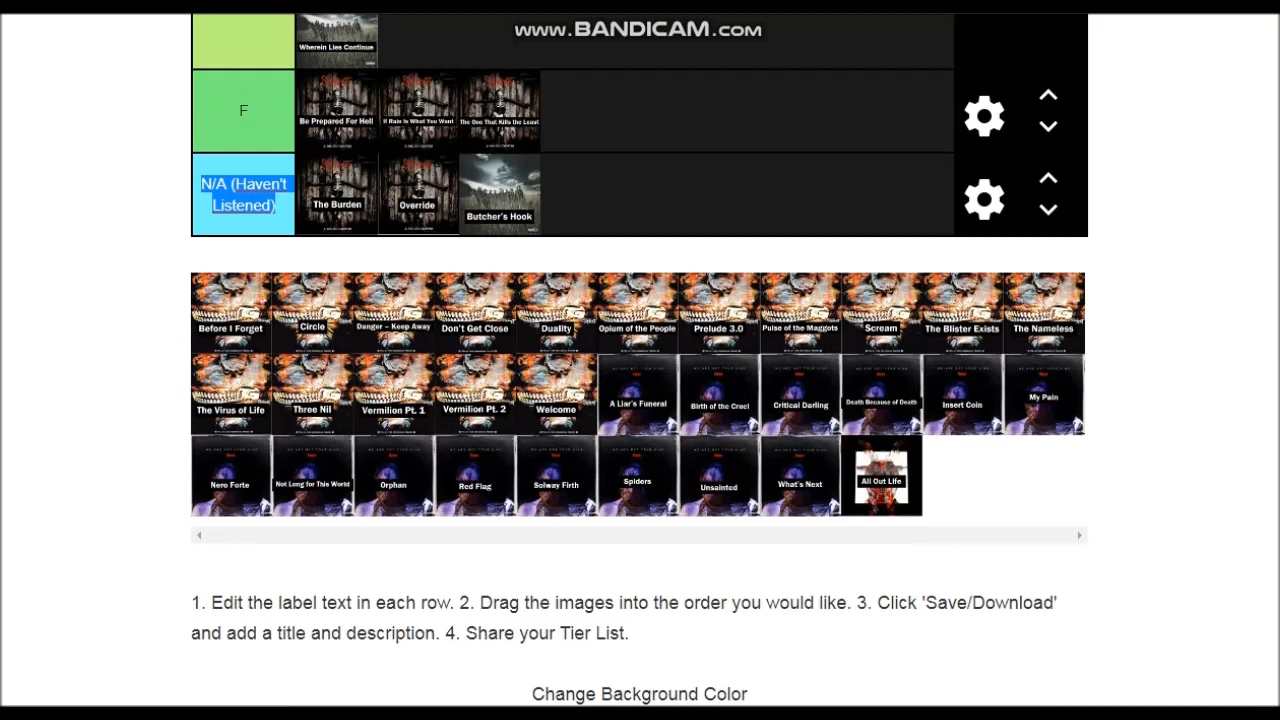 www.BANDICAM.com
Wherein Lies Continue
F
Be Prepared For Hell
If Rain Is What You Want
The One That Kills the Least
N/A (Haven't
Listened)
The Burden
Override
Butcher's Hook
Before I Forget
Circle
Danger – Keep Away
Don't Get Close
Duality
Opium of the People
Prelude 3.0
Pulse of the Maggots
Scream
The Blister Exists
The Nameless
The Virus of Life
Three Nil
Vermilion Pt. 1
Vermilion Pt. 2
Welcome
A Liar's Funeral
Birth of the Cruel
Critical Darling
Death Because of Death
Insert Coin
My Pain
Nero Forte
Not Long for This World
Orphan
Red Flag
Solway Firth
Spiders
Unsainted
What's Next
All Out Life
1. Edit the label text in each row. 2. Drag the images into the order you would like. 3. Click 'Save/Download'
and add a title and description. 4. Share your Tier List.
Change Background Color